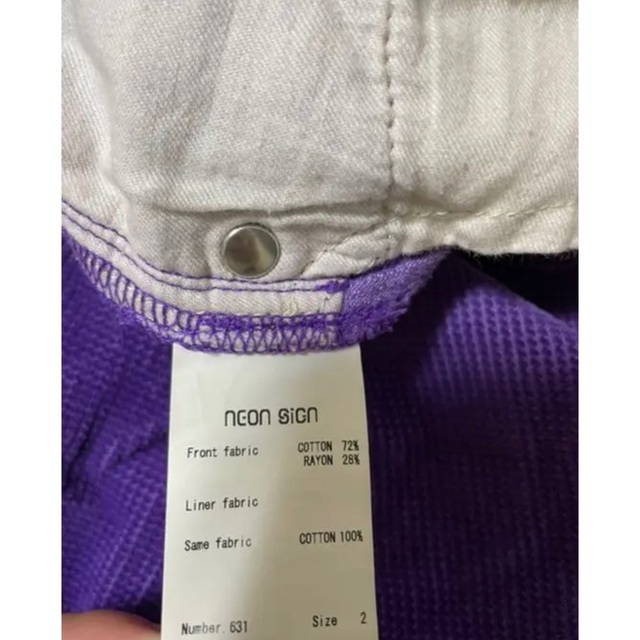 neon sign
Front fabric COTTON 72%
RAYON 28%
Liner fabric
Same fabric COTTON 100%
Number. 631 Size 2